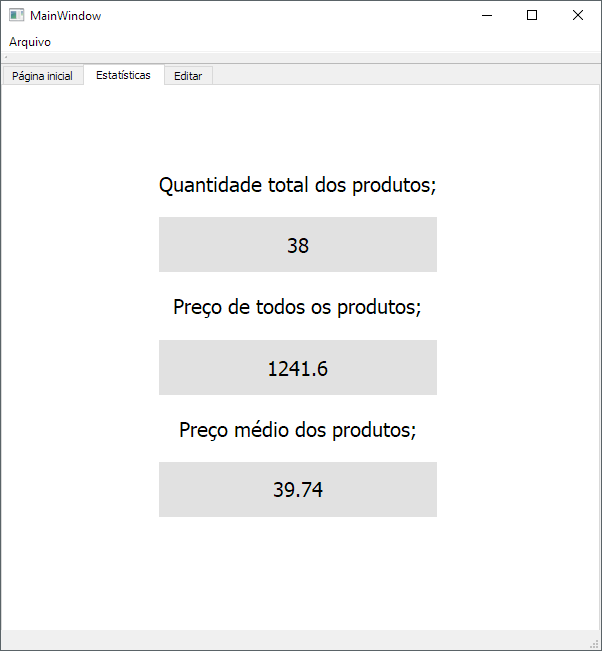 MainWindow
Arquivo
Página inicial Estatísticas Editar
Quantidade total dos produtos;
38
Preço de todos os produtos;
1241.6
Preço médio dos produtos;
39.74